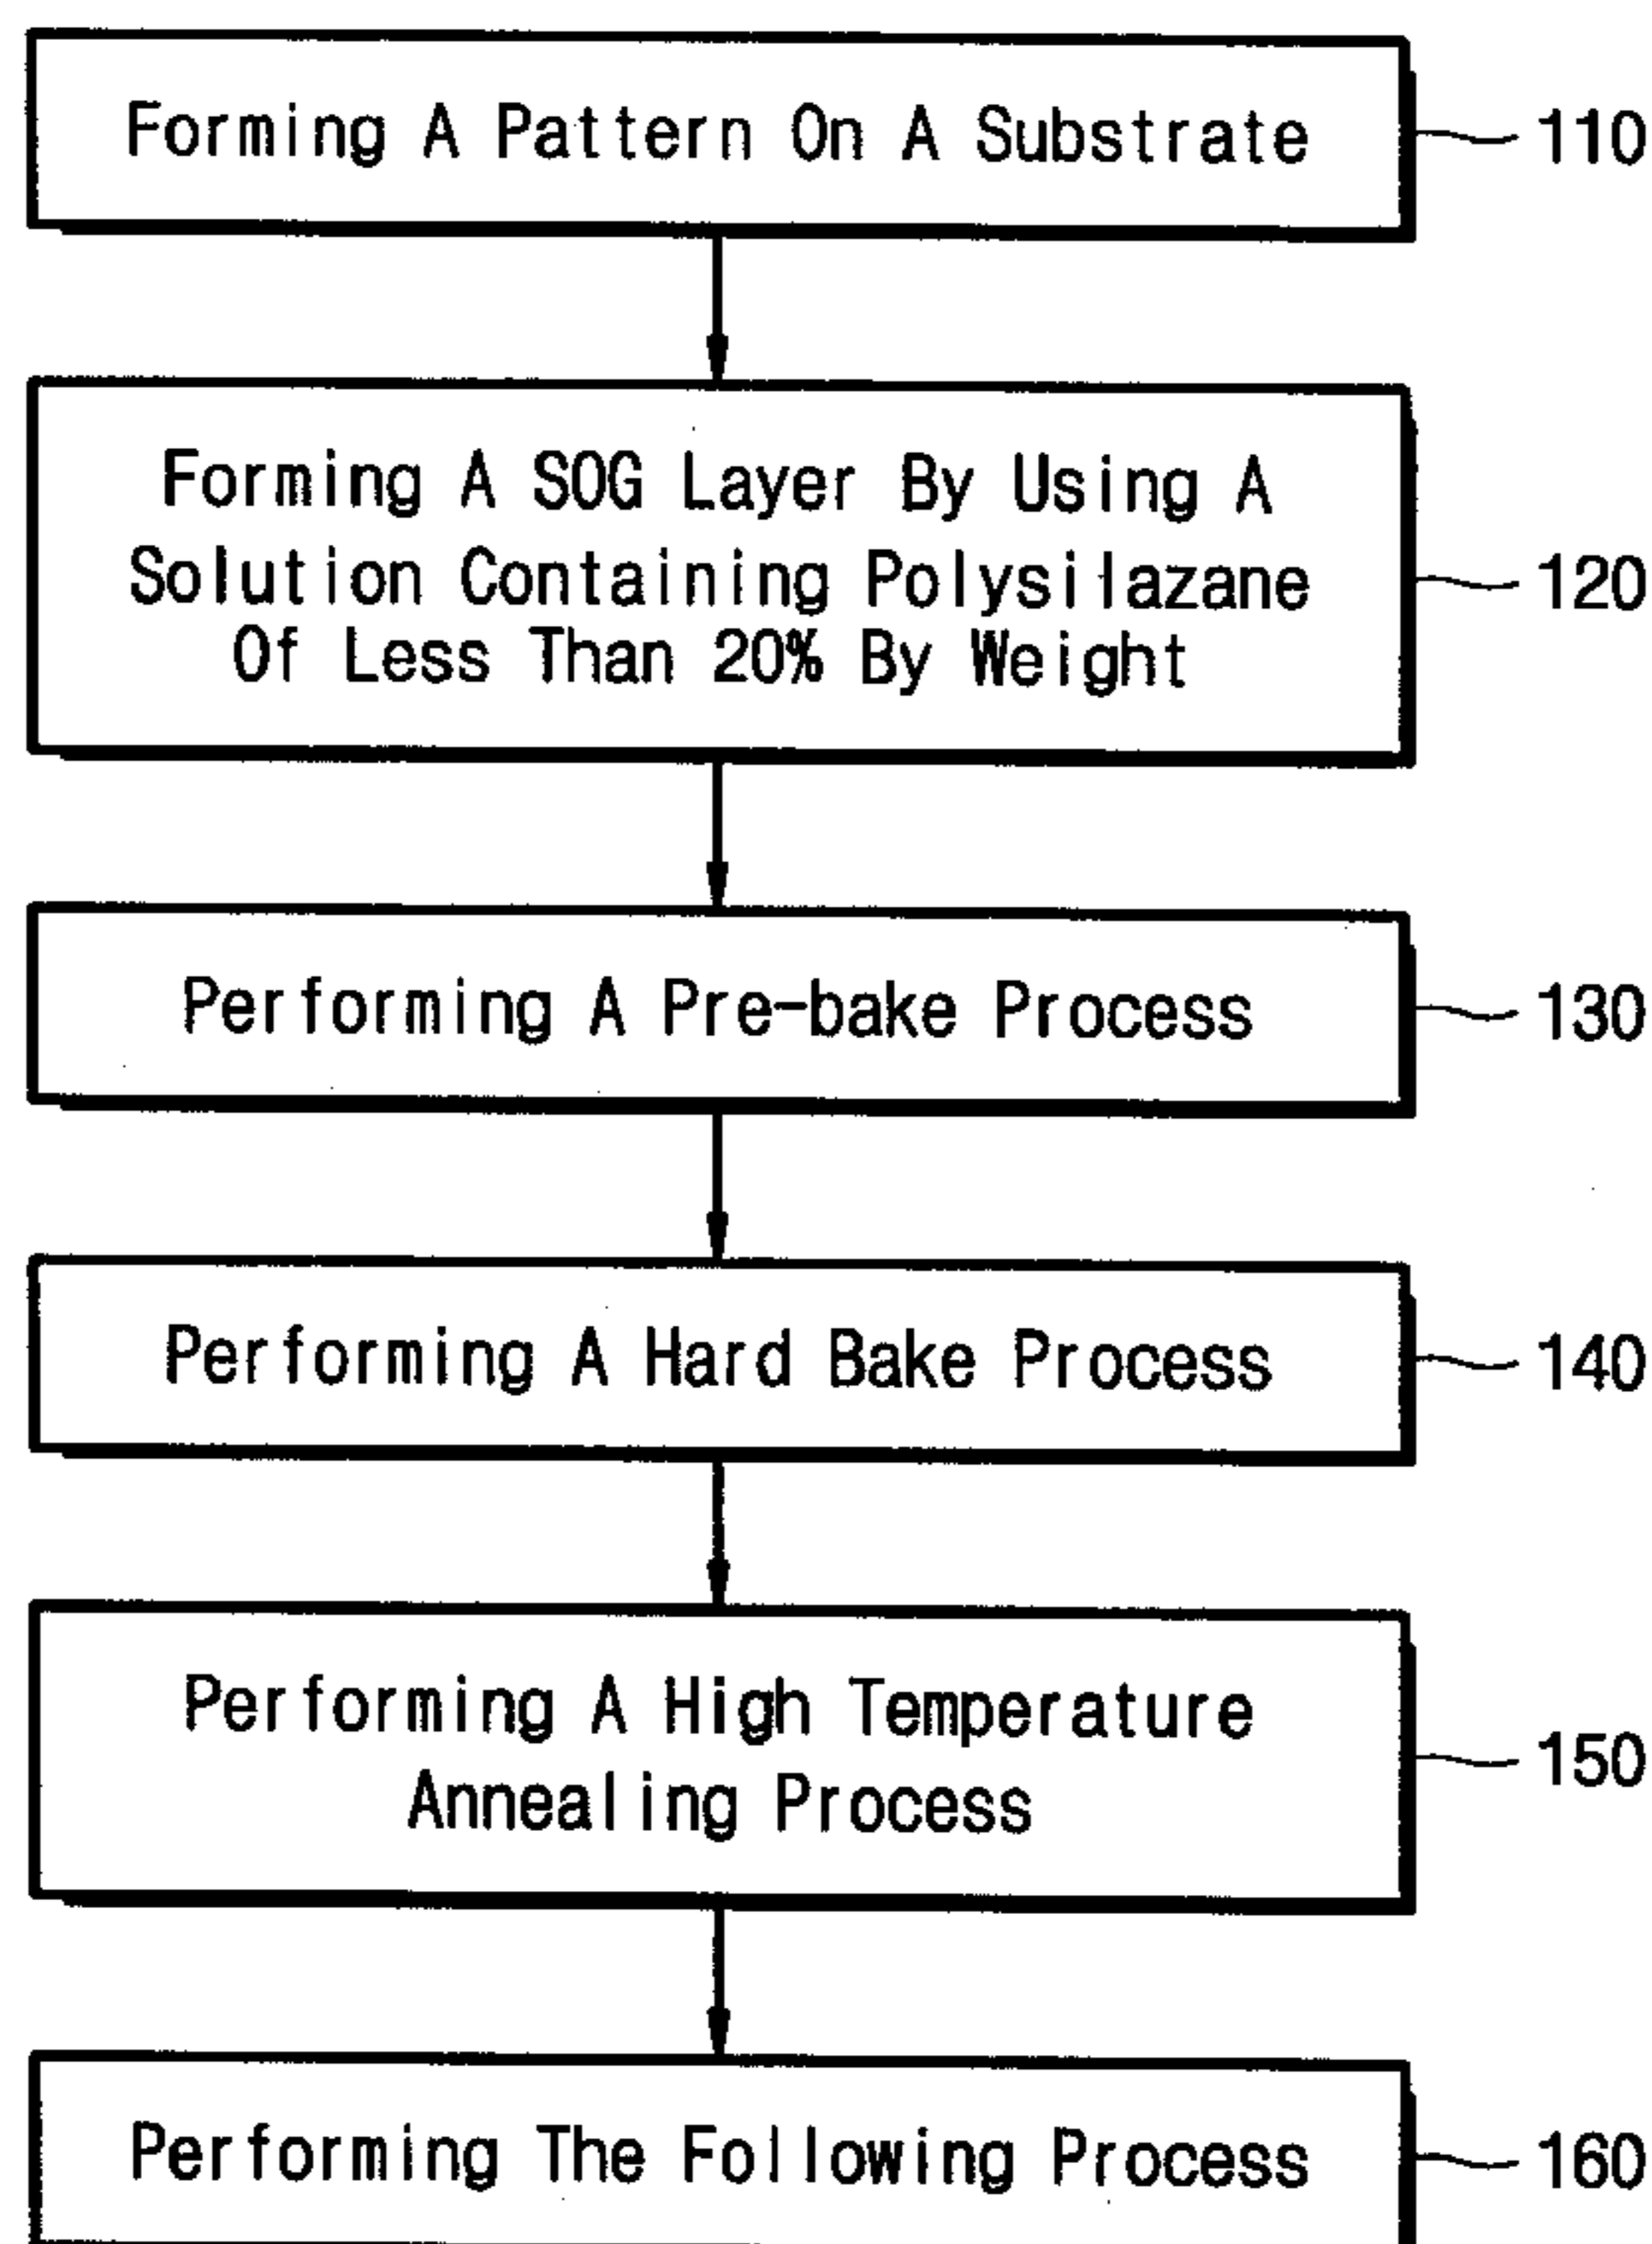 Forming A Pattern On A Substrate
110
Forming A SOG Layer By Using A
Solution Containing Polysilazane
Of Less Than 20% By Weight
120
Performing A Pre-bake Process
130
Performing A Hard Bake Process
140
Performing A High Temperature
Annealing Process
150
Performing The Following Process
160